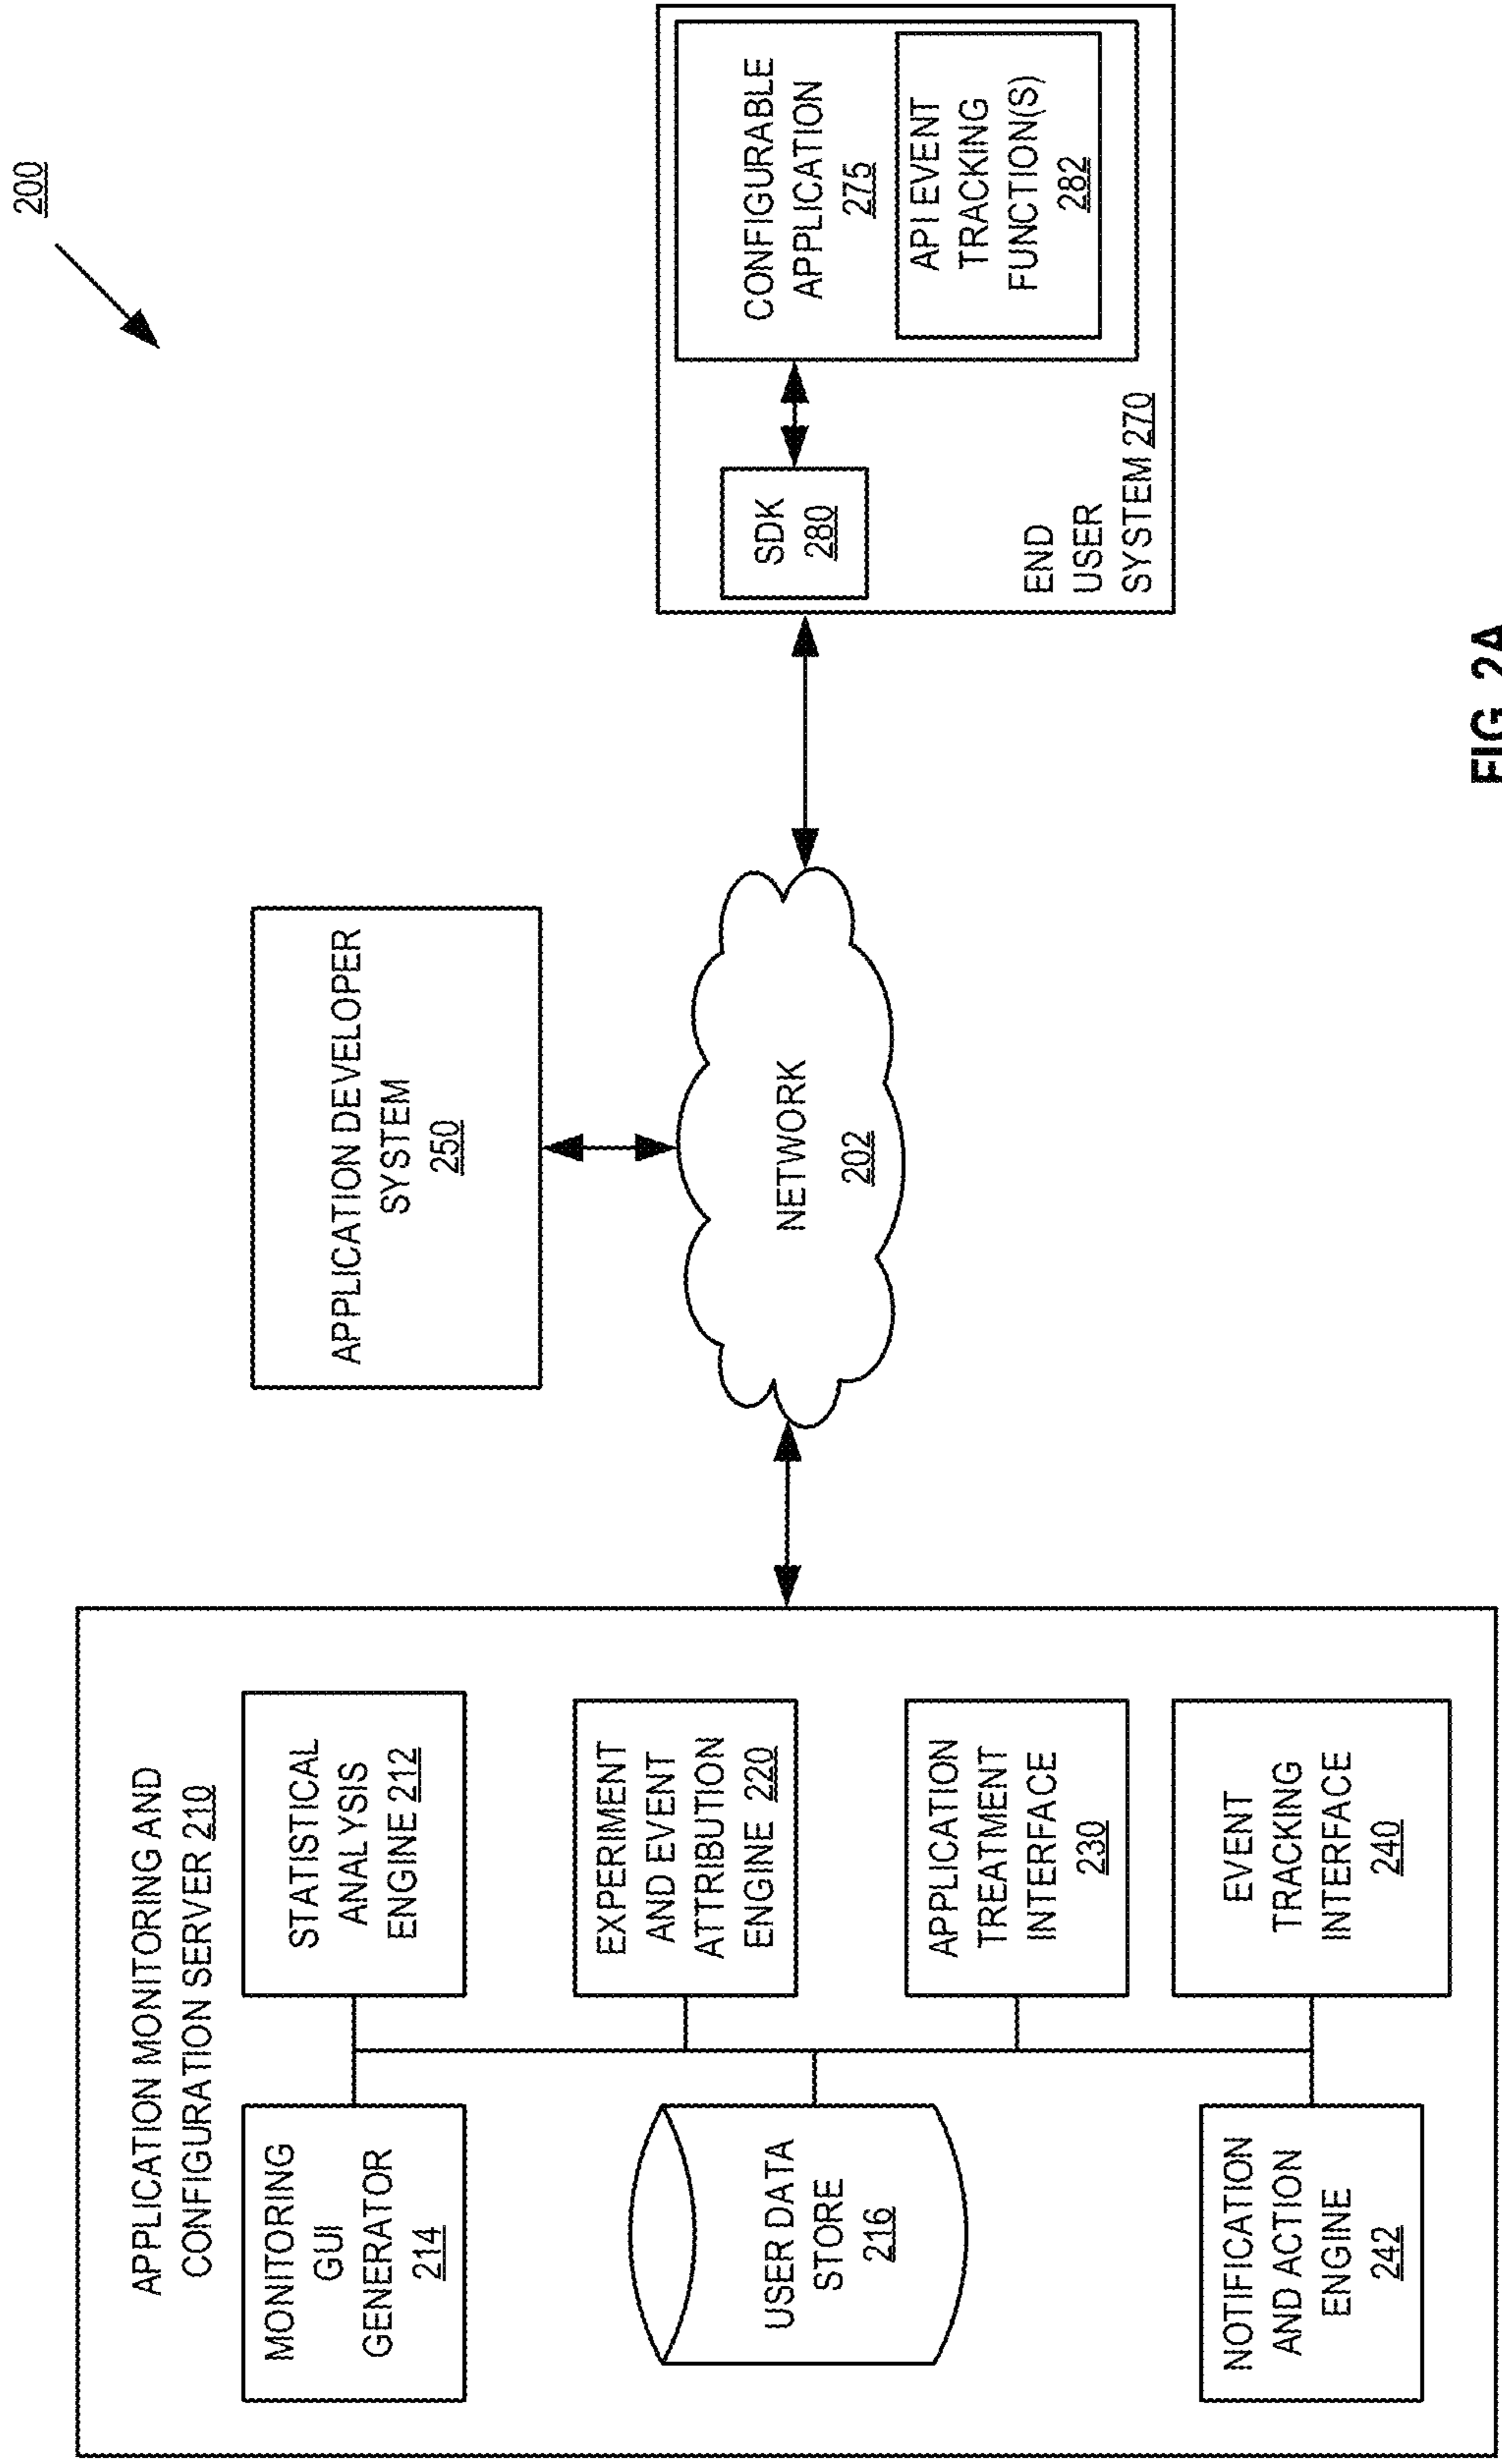 200
APPLICATION MONITORING AND
CONFIGURATION SERVER 210
MONITORING
GUI
GENERATOR
214
STATISTICAL
ANALYSIS
ENGINE 212
USER DATA
STORE
216
EXPERIMENT
AND EVENT
ATTRIBUTION
ENGINE 220
APPLICATION
TREATMENT
INTERFACE
230
NOTIFICATION
AND ACTION
ENGINE
242
EVENT
TRACKING
INTERFACE
240
APPLICATION DEVELOPER
SYSTEM
250
NETWORK
202
SDK
280
CONFIGURABLE
APPLICATION
275
API EVENT
TRACKING
FUNCTION(S)
282
END
USER
SYSTEM 270
FIG. 2A